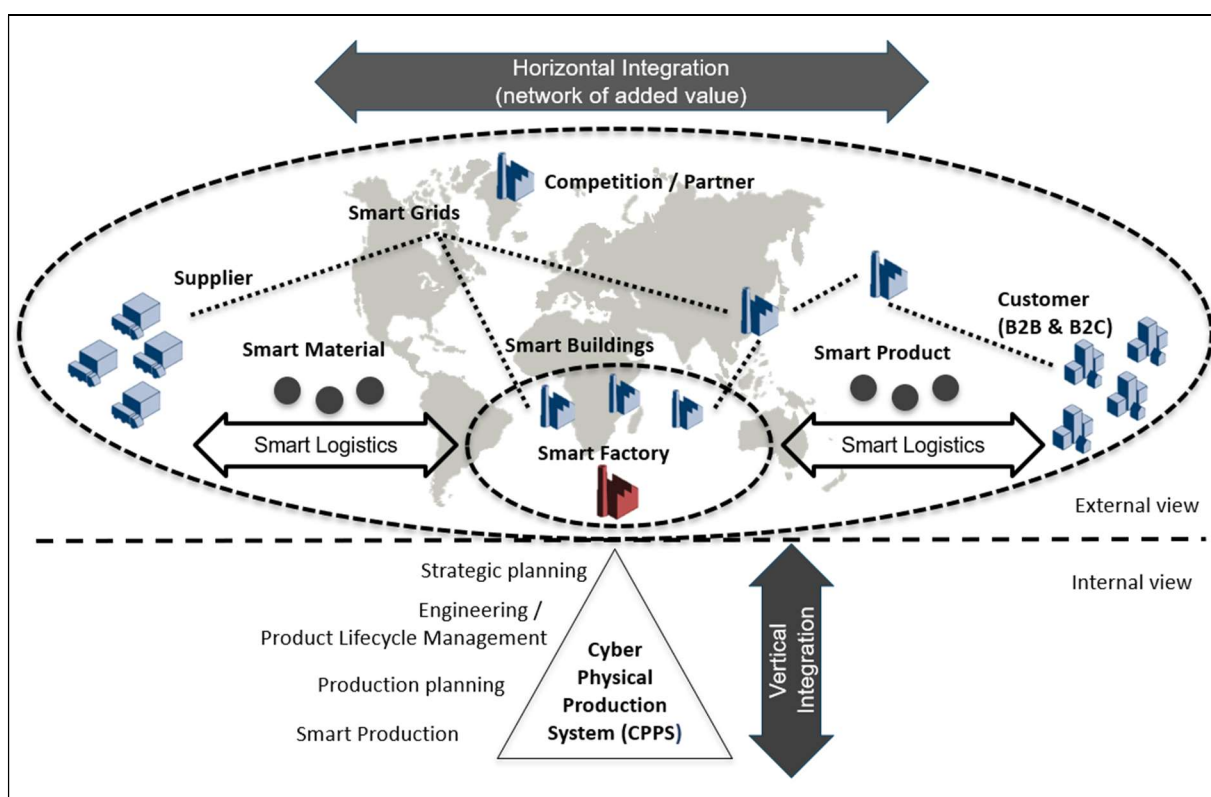 Horizontal Integration
(network of added value)
Competition / Partner
Smart Grids
Supplier
Customer
(B2B & B2C)
Smart Material
Smart Buildings
Smart Product
Smart Logistics
Smart Factory
Smart Logistics
External view
Internal view
Strategic planning
Engineering /
Product Lifecycle Management
Production planning
Smart Production
Cyber
Physical
Production
System (CPPS)
Vertical
Integration